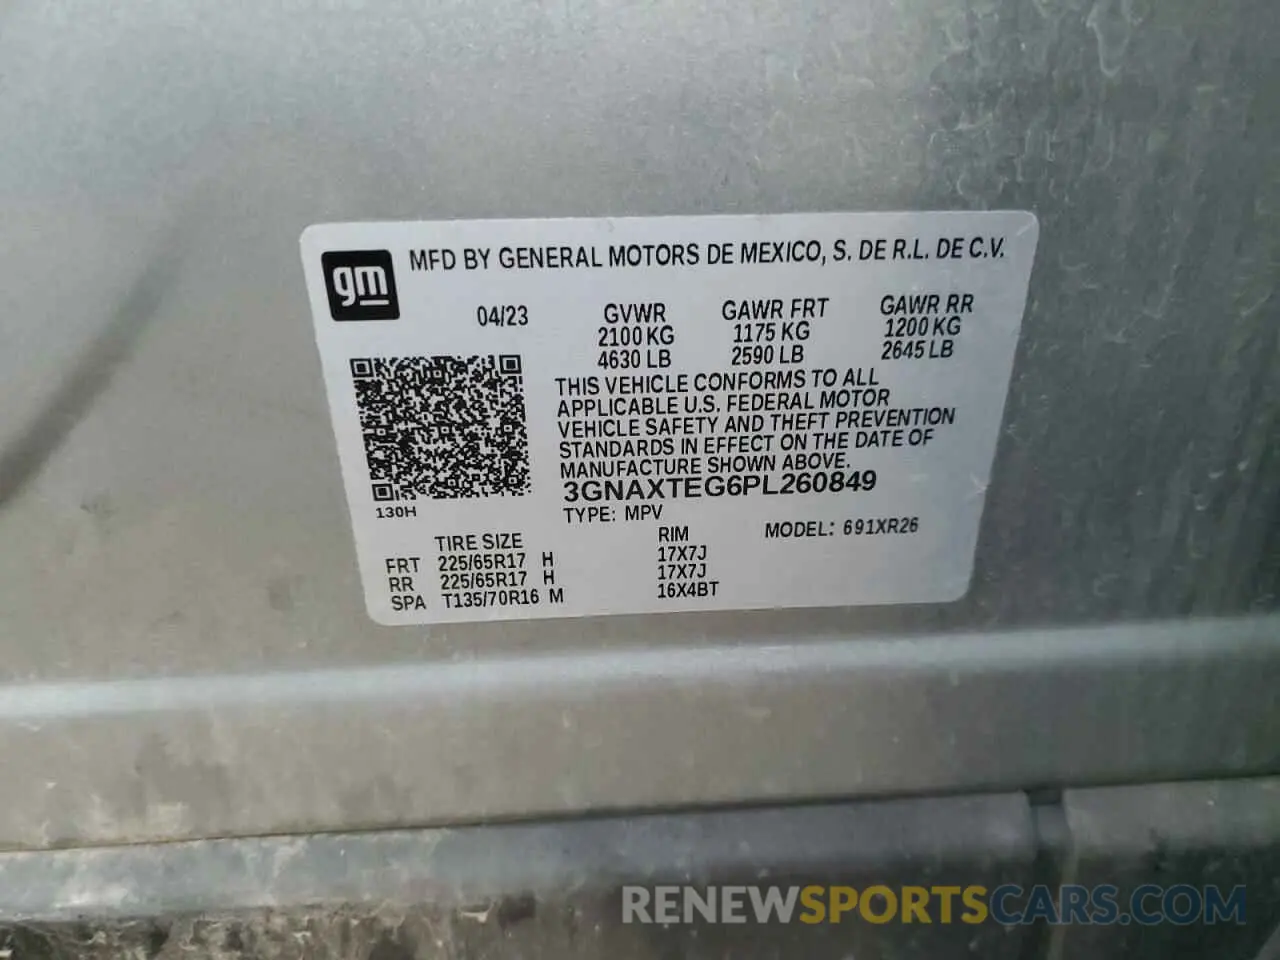 gm
MFD BY GENERAL MOTORS DE MEXICO, S. DE R.L. DE C.V.
04/23 GVWR GAWR FRT GAWR RR
2100 KG 1175 KG 1200 KG
4630 LB 2590 LB 2645 LB
THIS VEHICLE CONFORMS TO ALL
APPLICABLE U.S. FEDERAL MOTOR
VEHICLE SAFETY AND THEFT PREVENTION
STANDARDS IN EFFECT ON THE DATE OF
MANUFACTURE SHOWN ABOVE.
3GNAXTEG6PL260849
130H
TYPE: MPV
MODEL: 691XR26
TIRE SIZE RIM
FRT 225/65R17 H 17X7J
RR 225/65R17 H 17X7J
SPA T135/70R16 M 16X4BT
RENEWSPORTSCARS.COM